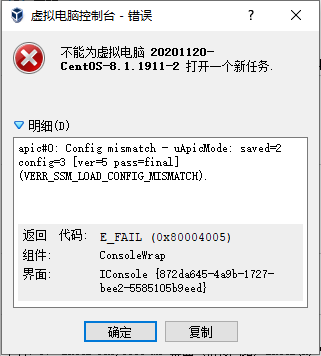 虚拟电脑控制台 - 错误
不能为虚拟电脑 20201120-
CentOS-8.1.1911-2 打开一个新任务.
明细(D)
apic#0: Config mismatch - uApicMode: saved=2
config=3 [ver=5 pass=final]
(VERR_SSM_LOAD_CONFIG_MISMATCH).
返回 代码: E_FAIL (0x80004005)
组件: ConsoleWrap
界面: IConsole {872da645-4a9b-1727-
bee2-5585105b9eed}
确定 复制